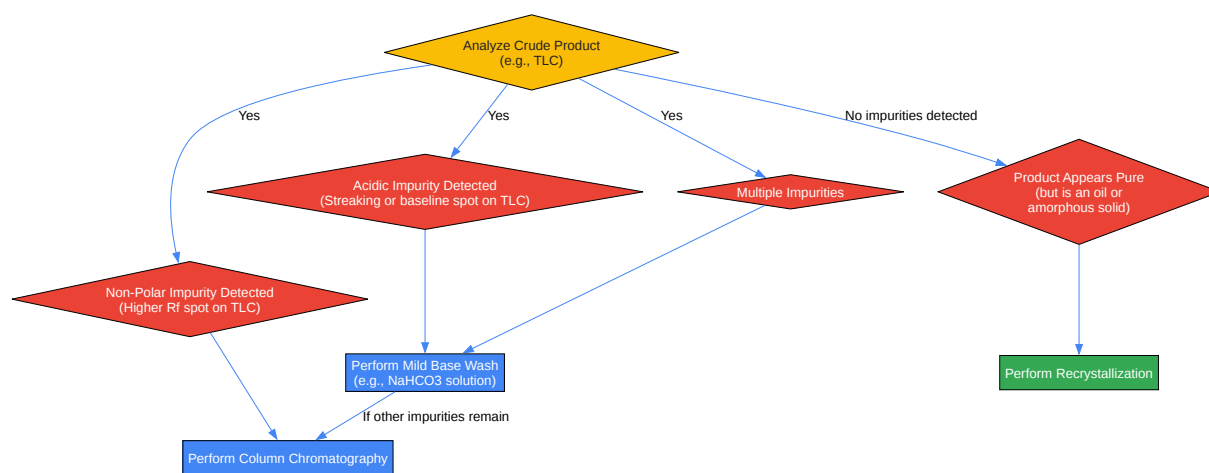 Analyze Crude Product
(e.g., TLC)
Yes
Yes
Yes
No impurities detected
Acidic Impurity Detected
(Streaking or baseline spot on TLC)
Multiple Impurities
Product Appears Pure
(but is an oil or
amorphous solid)
Non-Polar Impurity Detected
(Higher Rf spot on TLC)
Perform Mild Base Wash
(e.g., NaHCO3 solution)
Perform Recrystallization
If other impurities remain
Perform Column Chromatography